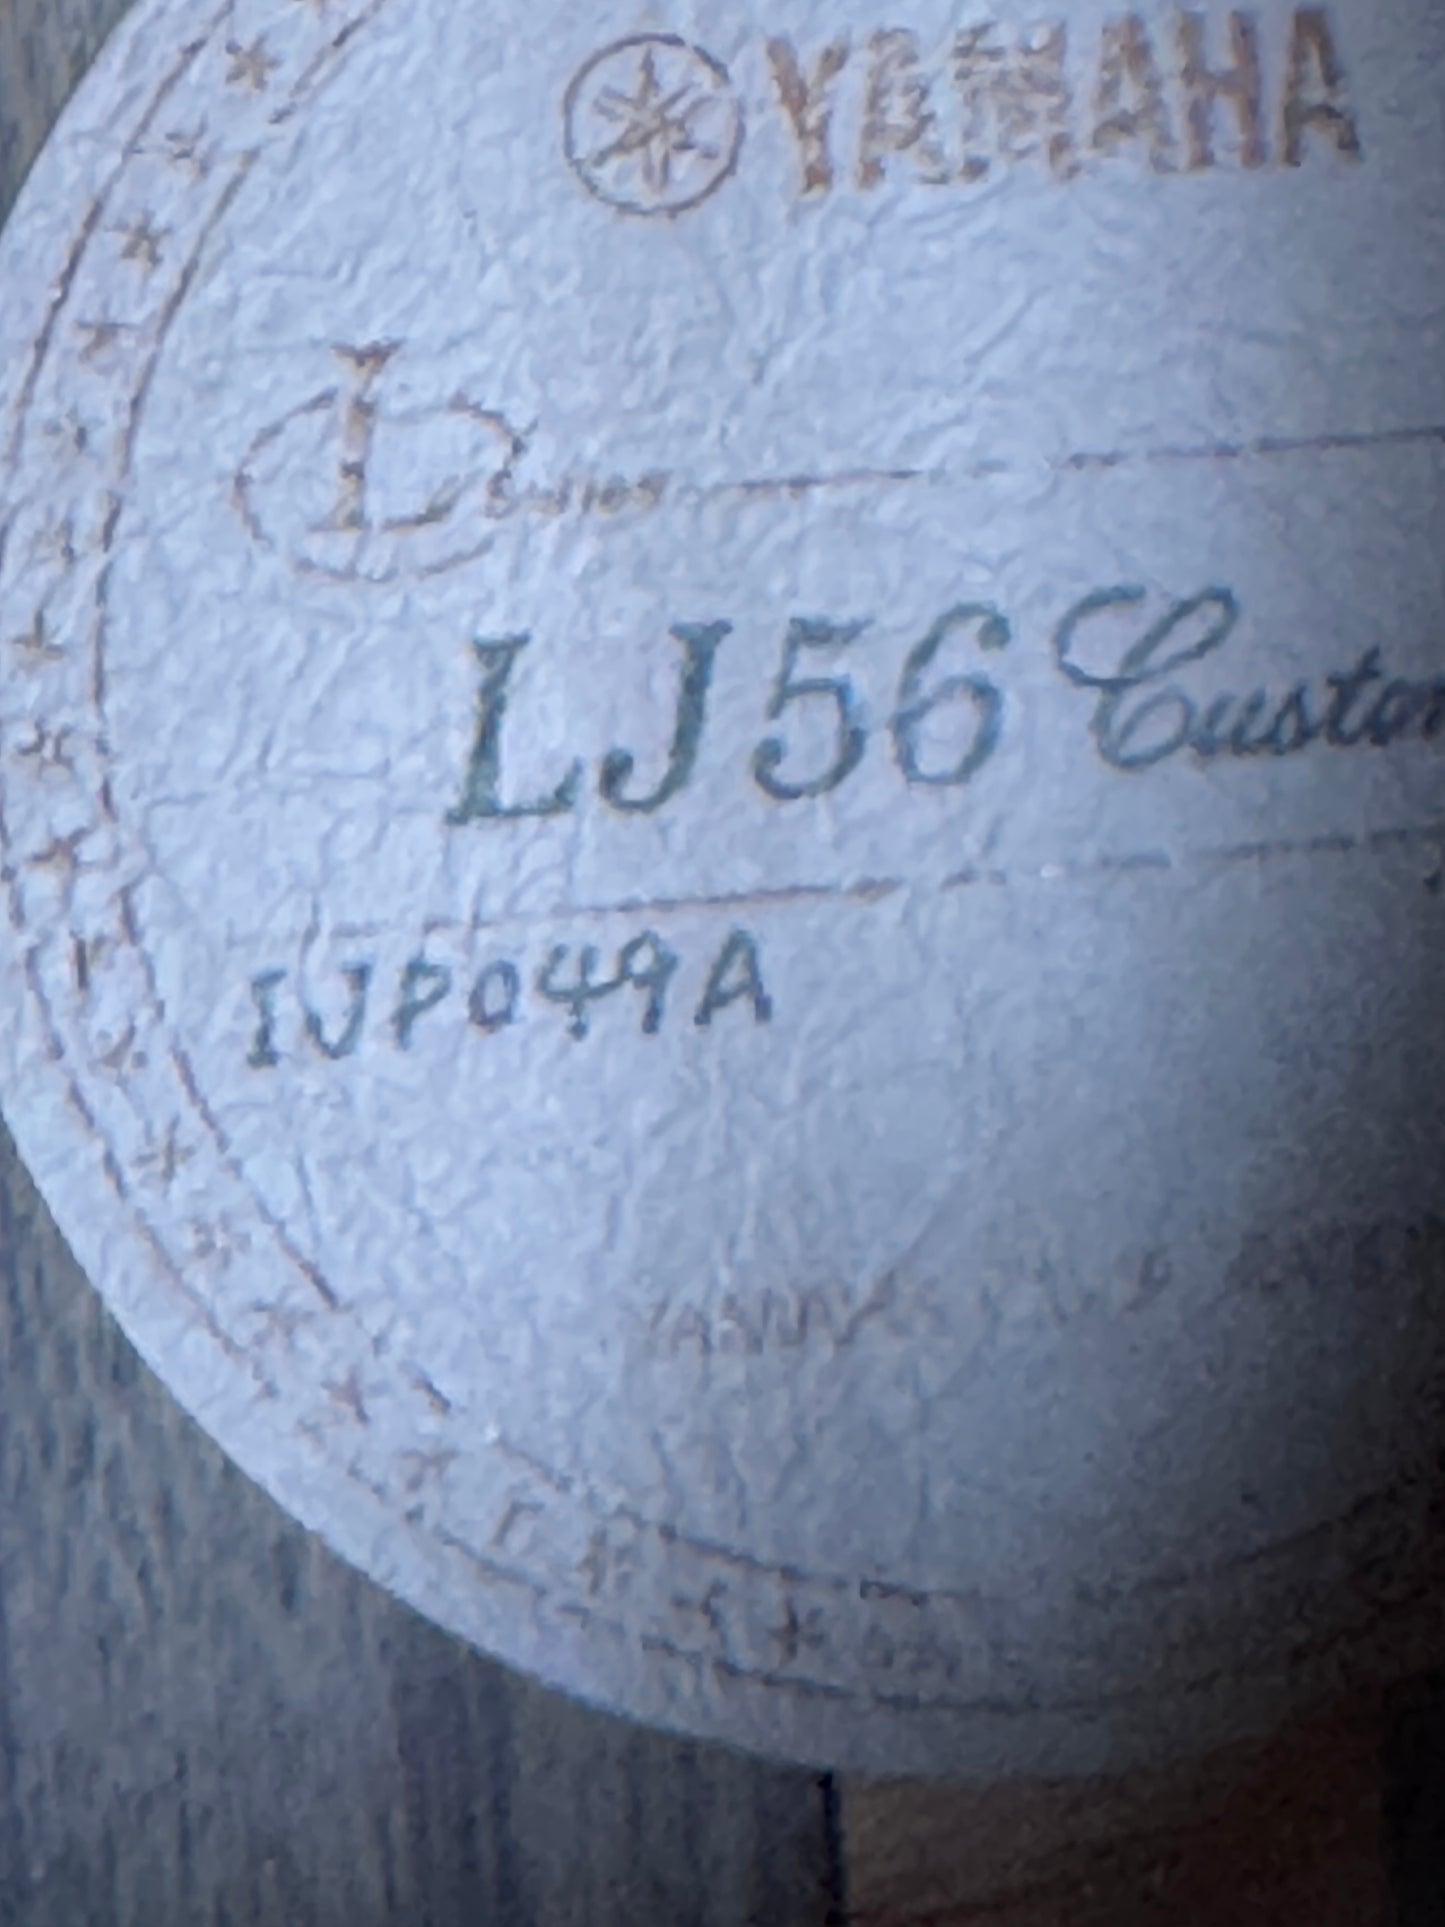 YAMAHA
L Series
LJ56 Custom
IJP049A